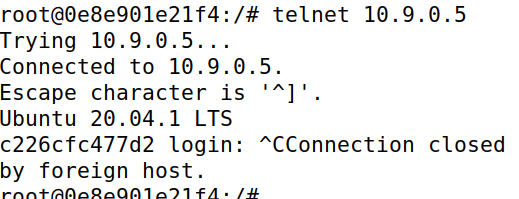 root@0e8e901e21f4:/# telnet 10.9.0.5
Trying 10.9.0.5...
Connected to 10.9.0.5.
Escape character is '^]'.
Ubuntu 20.04.1 LTS
c226cfc477d2 login: ^CConnection closed
by foreign host.
root@0e8e901e21f4:/#